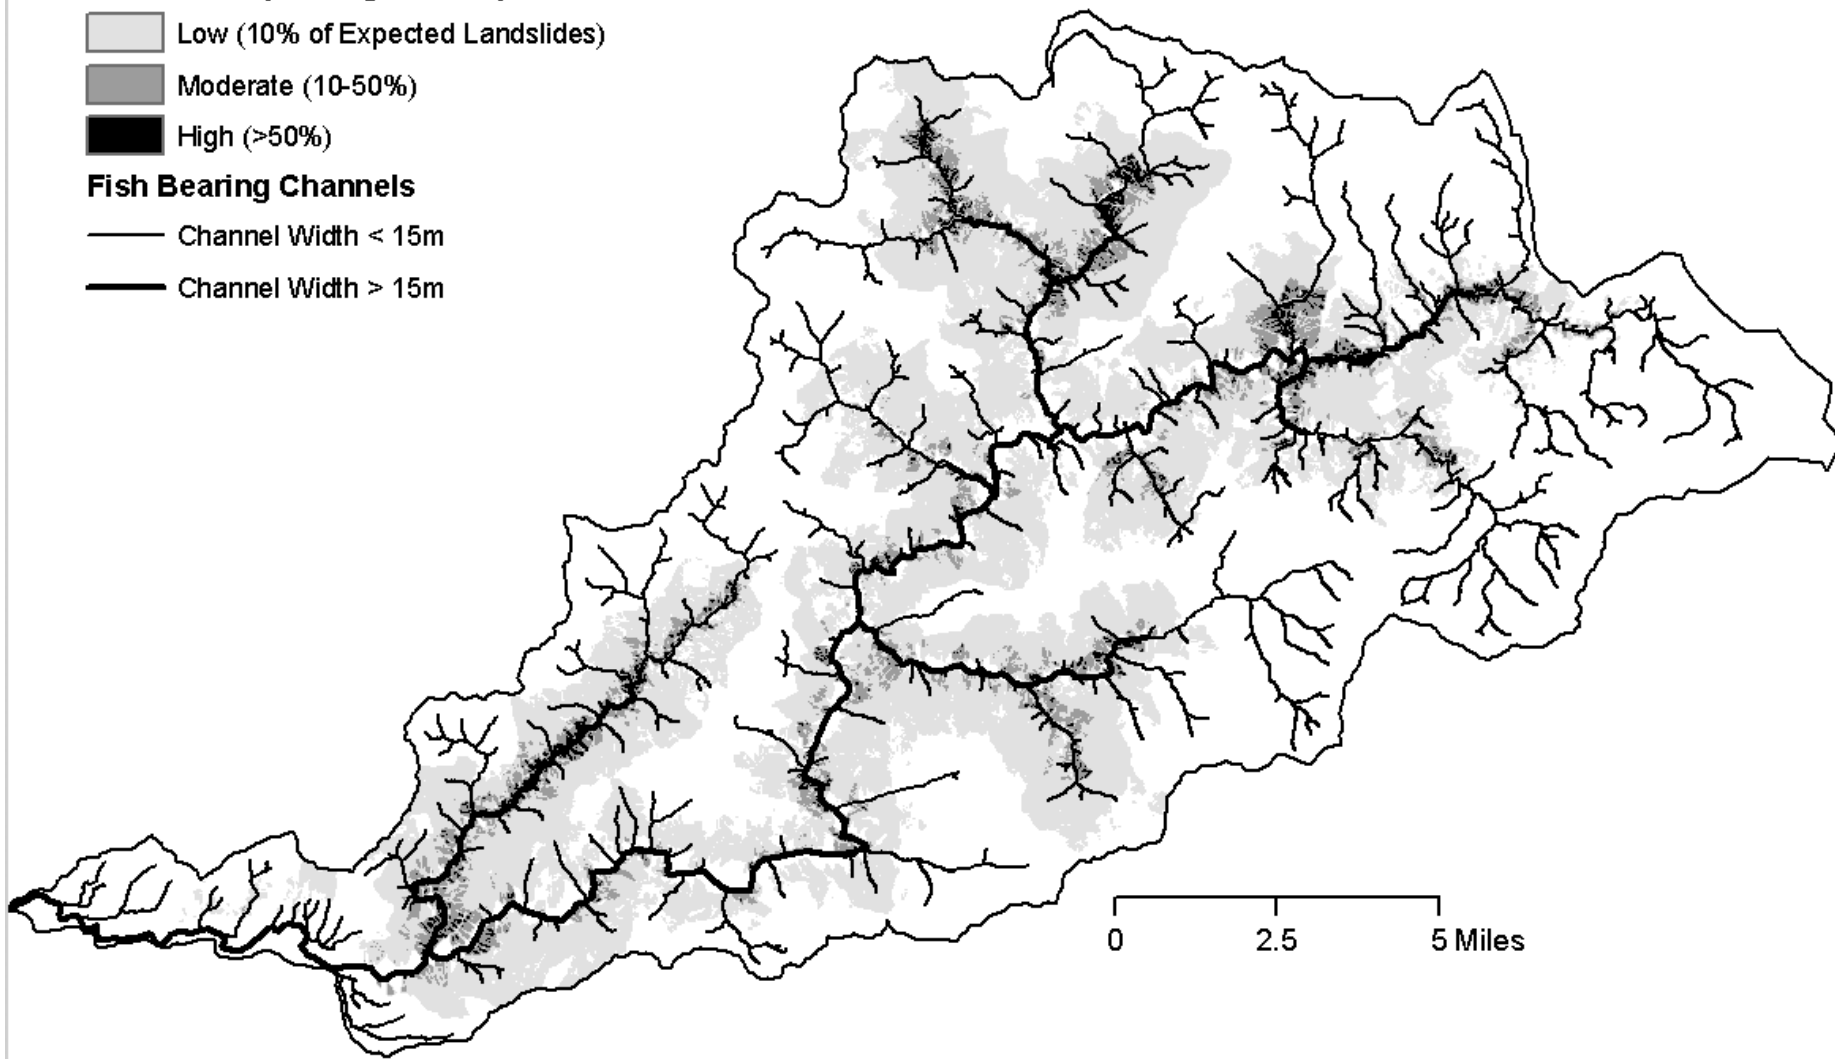 Low (10% of Expected Landslides)
Moderate (10-50%)
High (>50%)
Fish Bearing Channels
Channel Width < 15m
Channel Width > 15m
0 2.5 5 Miles